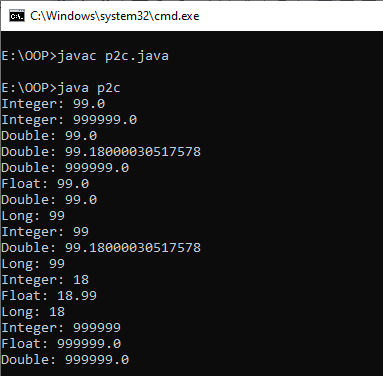 C:\Windows\system32\cmd.exe
E:\OOP>javac p2c.java
E:\OOP>java p2c
Integer: 99.0
Integer: 999999.0
Double: 99.0
Double: 99.18000030517578
Double: 999999.0
Float: 99.0
Double: 99.0
Long: 99
Integer: 99
Double: 99.18000030517578
Long: 99
Integer: 18
Float: 18.99
Long: 18
Integer: 999999
Float: 999999.0
Double: 999999.0